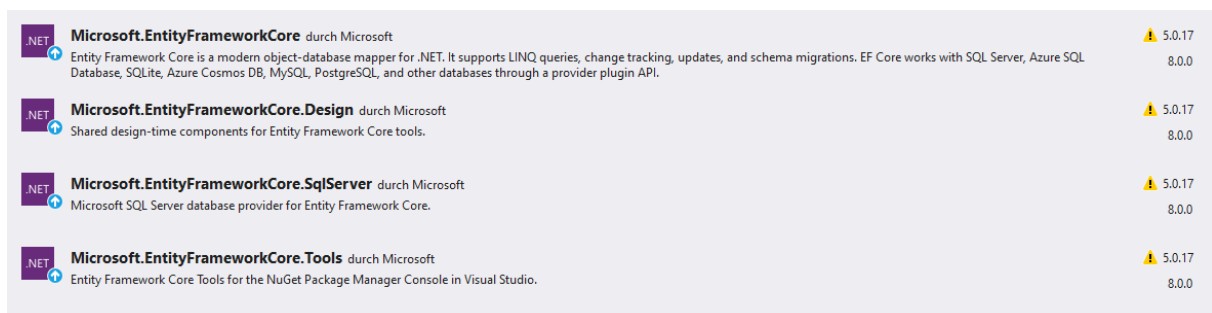 .NET
Microsoft.EntityFrameworkCore durch Microsoft
5.0.17
Entity Framework Core is a modern object-database mapper for .NET. It supports LINQ queries, change tracking, updates, and schema migrations. EF Core works with SQL Server, Azure SQL
Database, SQLite, Azure Cosmos DB, MySQL, PostgreSQL, and other databases through a provider plugin API.
8.0.0
.NET
Microsoft.EntityFrameworkCore.Design durch Microsoft
5.0.17
Shared design-time components for Entity Framework Core tools.
8.0.0
.NET
Microsoft.EntityFrameworkCore.SqlServer durch Microsoft
5.0.17
Microsoft SQL Server database provider for Entity Framework Core.
8.0.0
.NET
Microsoft.EntityFrameworkCore.Tools durch Microsoft
5.0.17
Entity Framework Core Tools for the NuGet Package Manager Console in Visual Studio.
8.0.0